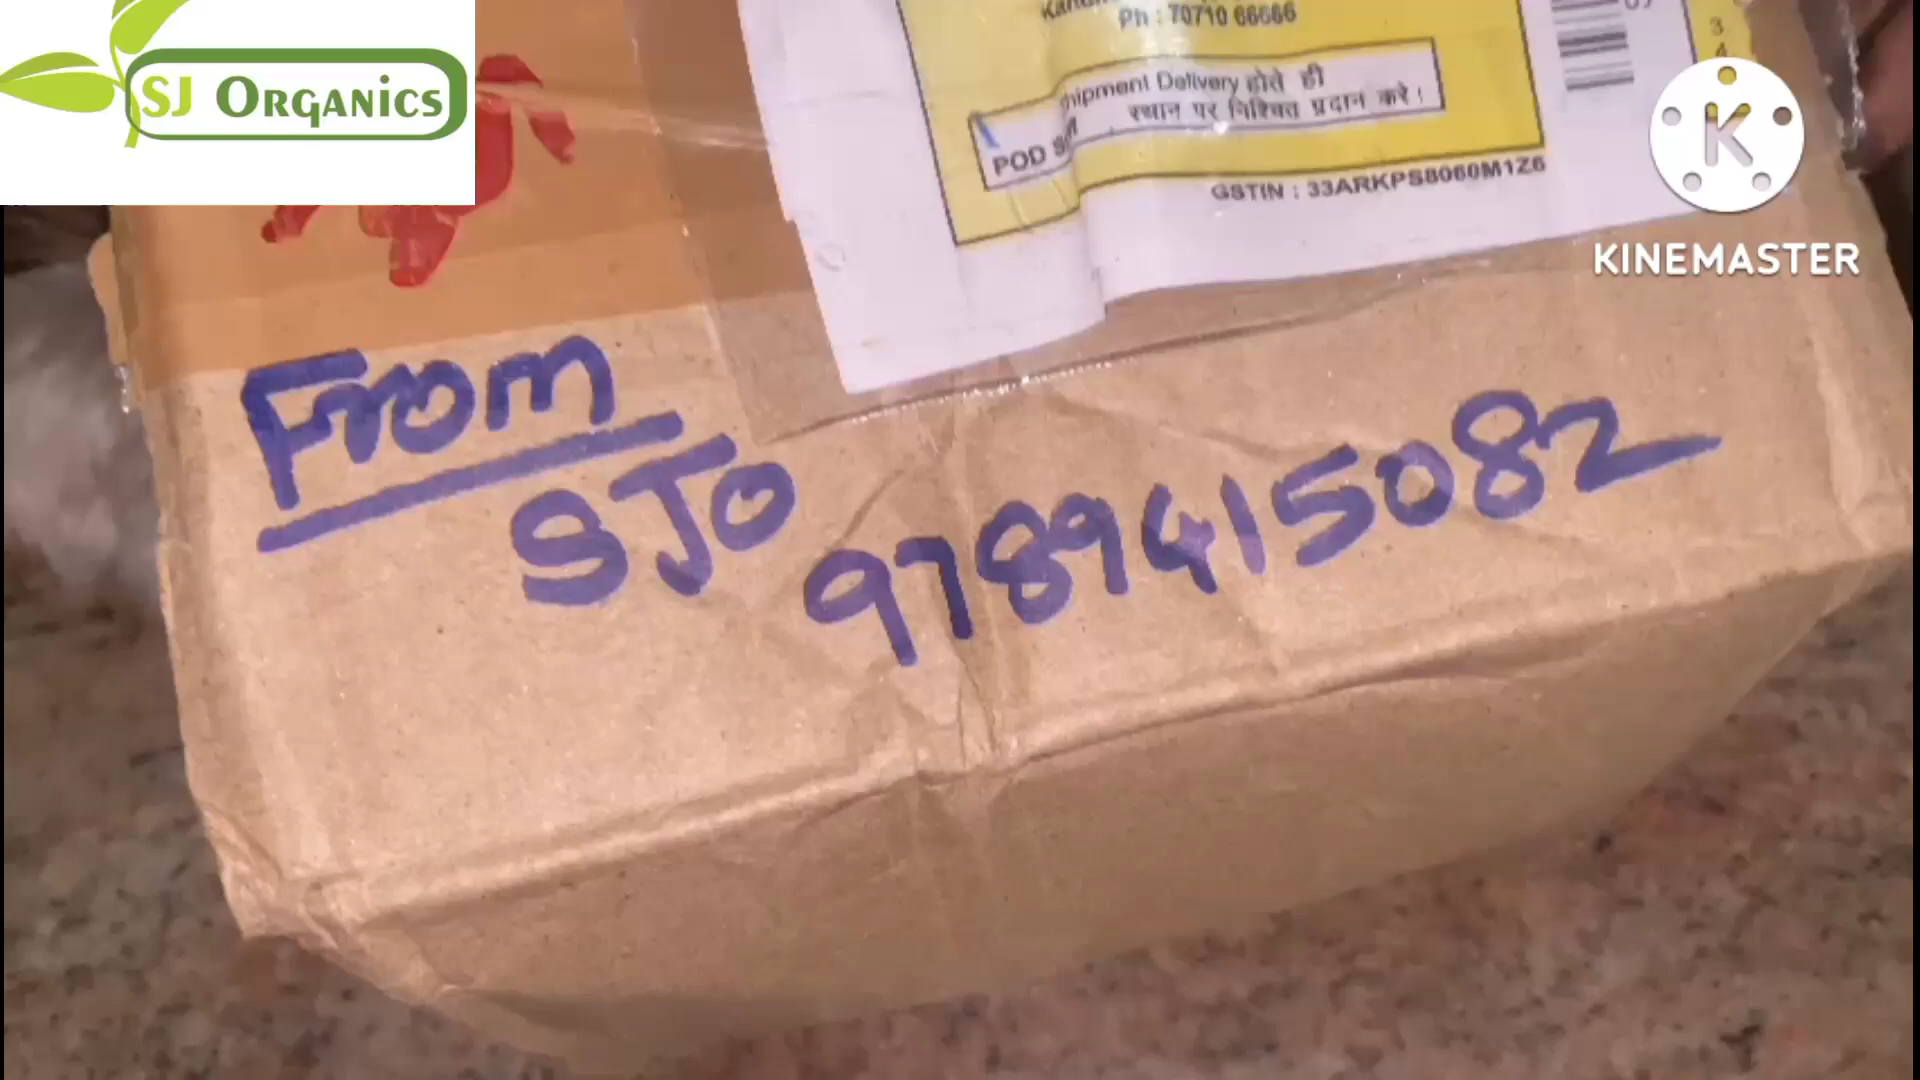 SJ ORGANICS
Ph : 70710 66666
Shipment Delivery होते ही
स्थान पर निश्चित प्रदान करे !
POD
GSTIN : 33ARKPS8060M1Z6
K
KINEMASTER
From
SJO
9789415082